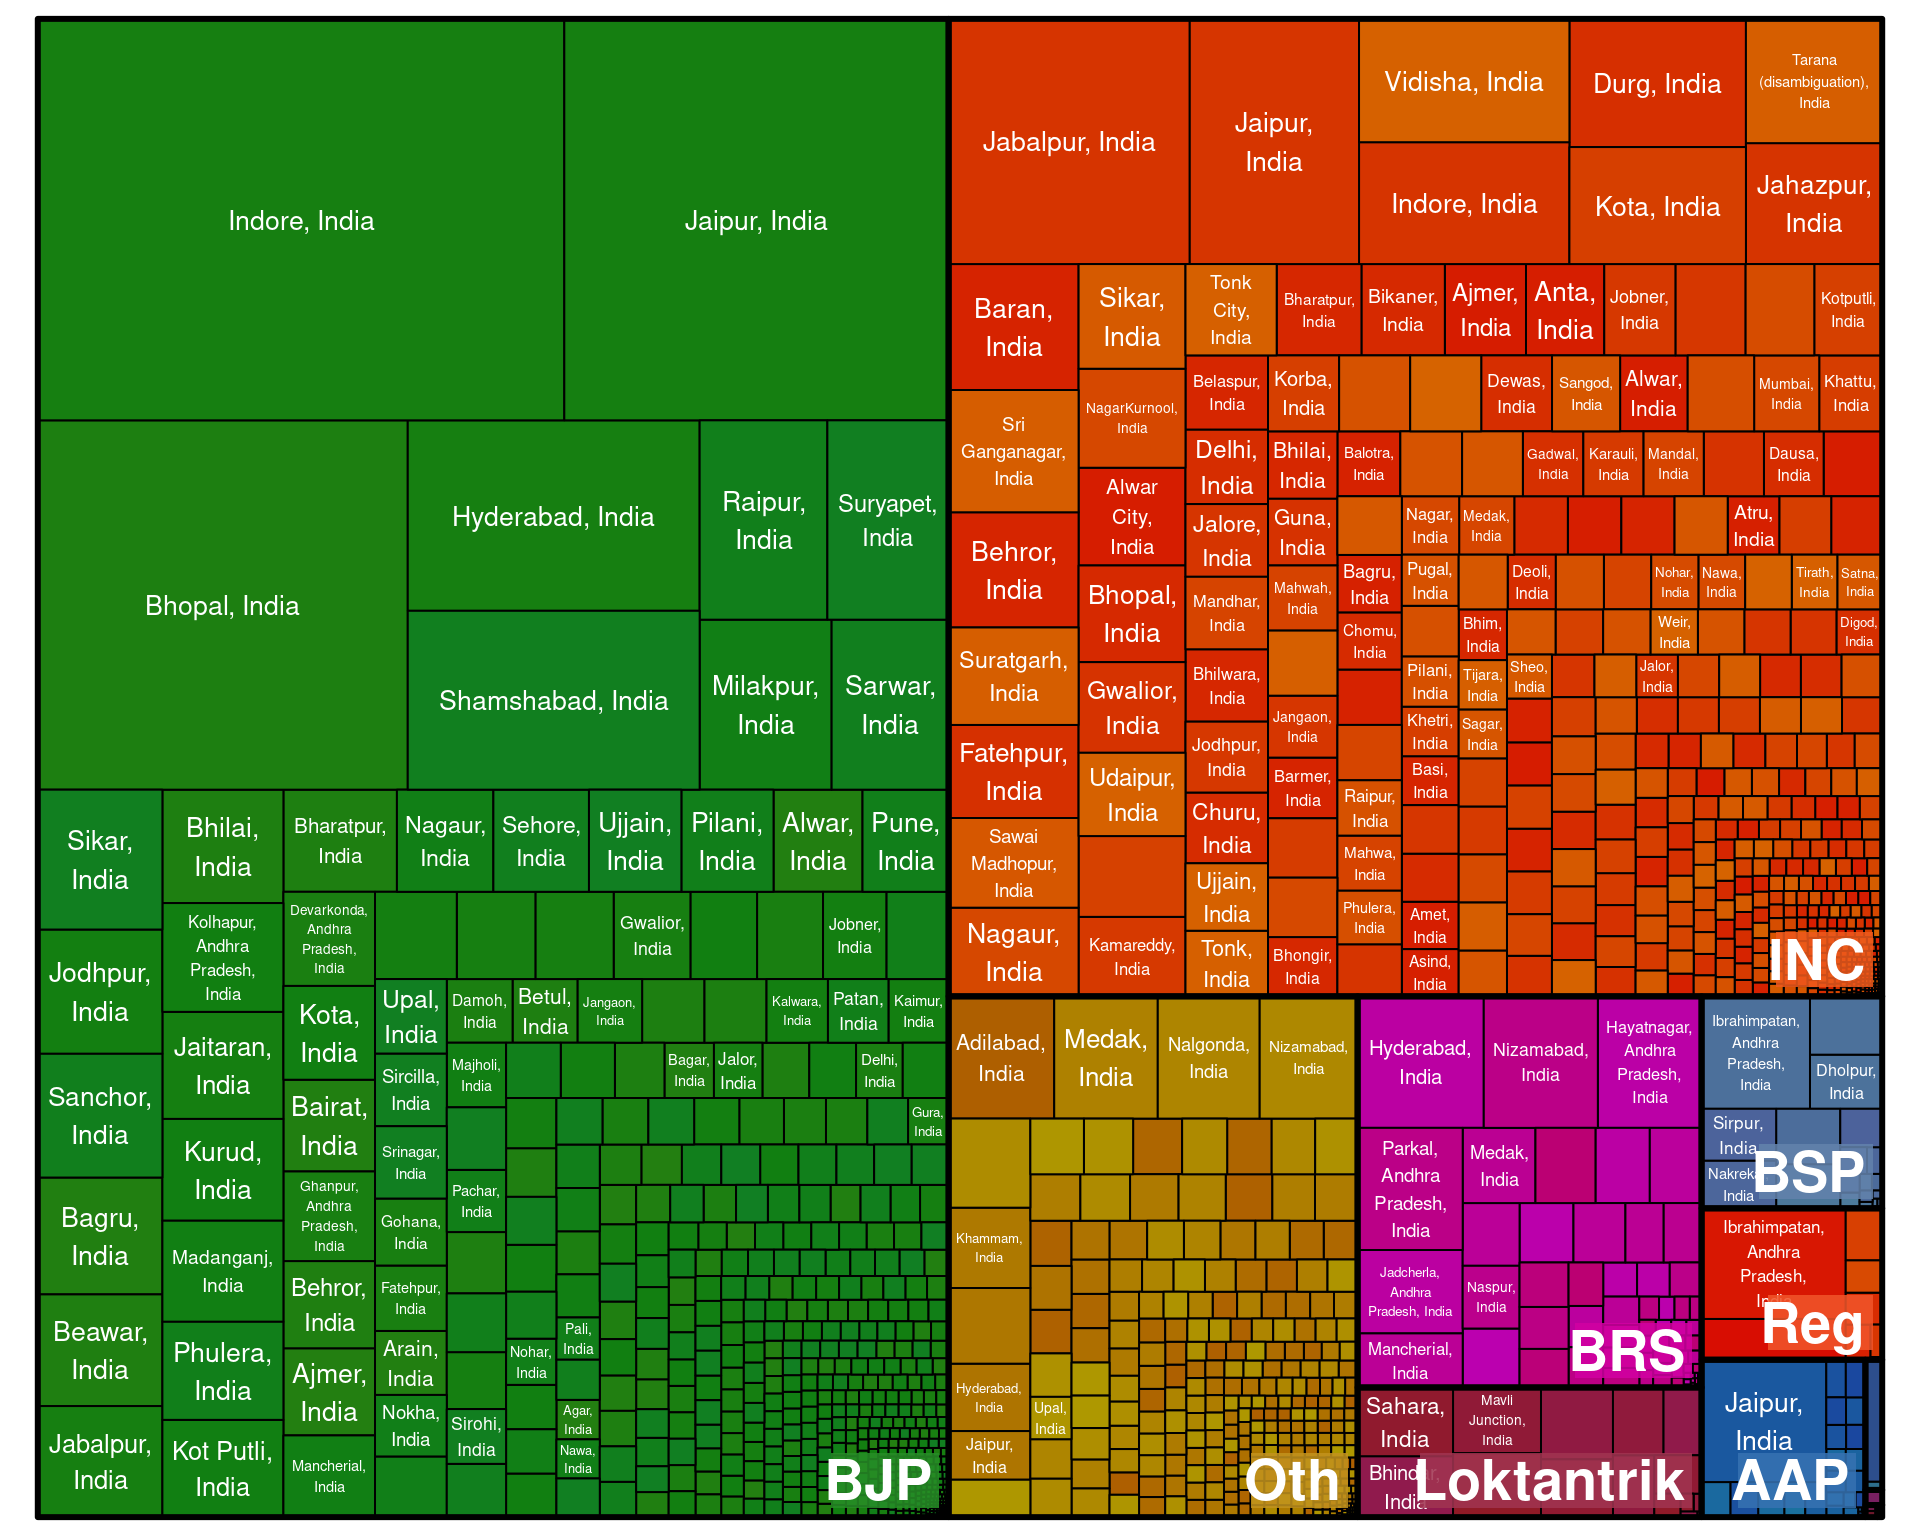 Indore, India
Jaipur, India
Bhopal, India
Hyderabad, India
Shamshabad, India
Raipur,
India
Suryapet,
India
Milakpur,
India
Sarwar,
India
Sikar,
India
Jodhpur,
India
Sanchor,
India
Bagru,
India
Beawar,
India
Jabalpur,
India
Bhilai,
India
Kolhapur,
Andhra
Pradesh,
India
Jaitaran,
India
Kurud,
India
Madanganj,
India
Phulera,
India
Kot Putli,
India
Bharatpur,
India
Nagaur,
India
Sehore,
India
Ujjain,
India
Pilani,
India
Alwar,
India
Pune,
India
Devarkonda,
Andhra
Pradesh,
India
Kota,
India
Bairat,
India
Ghanpur,
Andhra
Pradesh,
India
Behror,
India
Ajmer,
India
Mancherial,
India
Gwalior,
India
Jobner,
India
Upal,
India
Sircilla,
India
Srinagar,
India
Gohana,
India
Fatehpur,
India
Arain,
India
Nokha,
India
Damoh,
India
Betul,
India
Jangaon,
India
Kalwara,
India
Patan,
India
Kaimur,
India
Majholi,
India
Pachar,
India
Sirohi,
India
Bagar,
India
Jalor,
India
Delhi,
India
Gura,
India
Nohar,
India
Pali,
India
Agar,
India
Nawa,
India
BJP
Jabalpur, India
Jaipur,
India
Vidisha, India
Indore, India
Durg, India
Kota, India
Tarana
(disambiguation),
India
Jahazpur,
India
Baran,
India
Sri
Ganganagar,
India
Behror,
India
Suratgarh,
India
Fatehpur,
India
Sawai
Madhopur,
India
Nagaur,
India
Sikar,
India
NagarKurnool,
India
Alwar
City,
India
Bhopal,
India
Gwalior,
India
Udaipur,
India
Kamareddy,
India
Tonk
City,
India
Bharatpur,
India
Bikaner,
India
Ajmer,
India
Anta,
India
Jobner,
India
Kotputli,
India
Belaspur,
India
Delhi,
India
Jalore,
India
Mandhar,
India
Bhilwara,
India
Jodhpur,
India
Churu,
India
Ujjain,
India
Tonk,
India
Korba,
India
Dewas,
India
Sangod,
India
Alwar,
India
Mumbai,
India
Khattu,
India
Bhilai,
India
Guna,
India
Mahwah,
India
Jangaon,
India
Barmer,
India
Bhongir,
India
Balotra,
India
Gadwal,
India
Karauli,
India
Mandal,
India
Dausa,
India
Nagar,
India
Medak,
India
Atru,
India
Bagru,
India
Chomu,
India
Raipur,
India
Mahwa,
India
Phulera,
India
Pugal,
India
Deoli,
India
Nohar,
India
Nawa,
India
Tirath,
India
Satna,
India
Bhim,
India
Weir,
India
Digod,
India
Pilani,
India
Tijara,
India
Sheo,
India
Jalor,
India
Khetri,
India
Sagar,
India
Basi,
India
Amet,
India
Asind,
India
INC
Adilabad,
India
Medak,
India
Nalgonda,
India
Nizamabad,
India
Khammam,
India
Hyderabad,
India
Upal,
India
Jaipur,
India
Oth
Hyderabad,
India
Nizamabad,
India
Hayatnagar,
Andhra
Pradesh,
India
Parkal,
Andhra
Pradesh,
India
Medak,
India
Jadcherla,
Andhra
Pradesh, India
Naspur,
India
Mancherial,
India
BRS
Sahara,
India
Mavli
Junction,
India
India
Loktantrik
Ibrahimpatan,
Andhra
Pradesh,
India
Dholpur,
India
Sirpur,
India
India
BSP
Ibrahimpatan,
Andhra
Pradesh,
India
Reg
Jaipur,
India
AAP